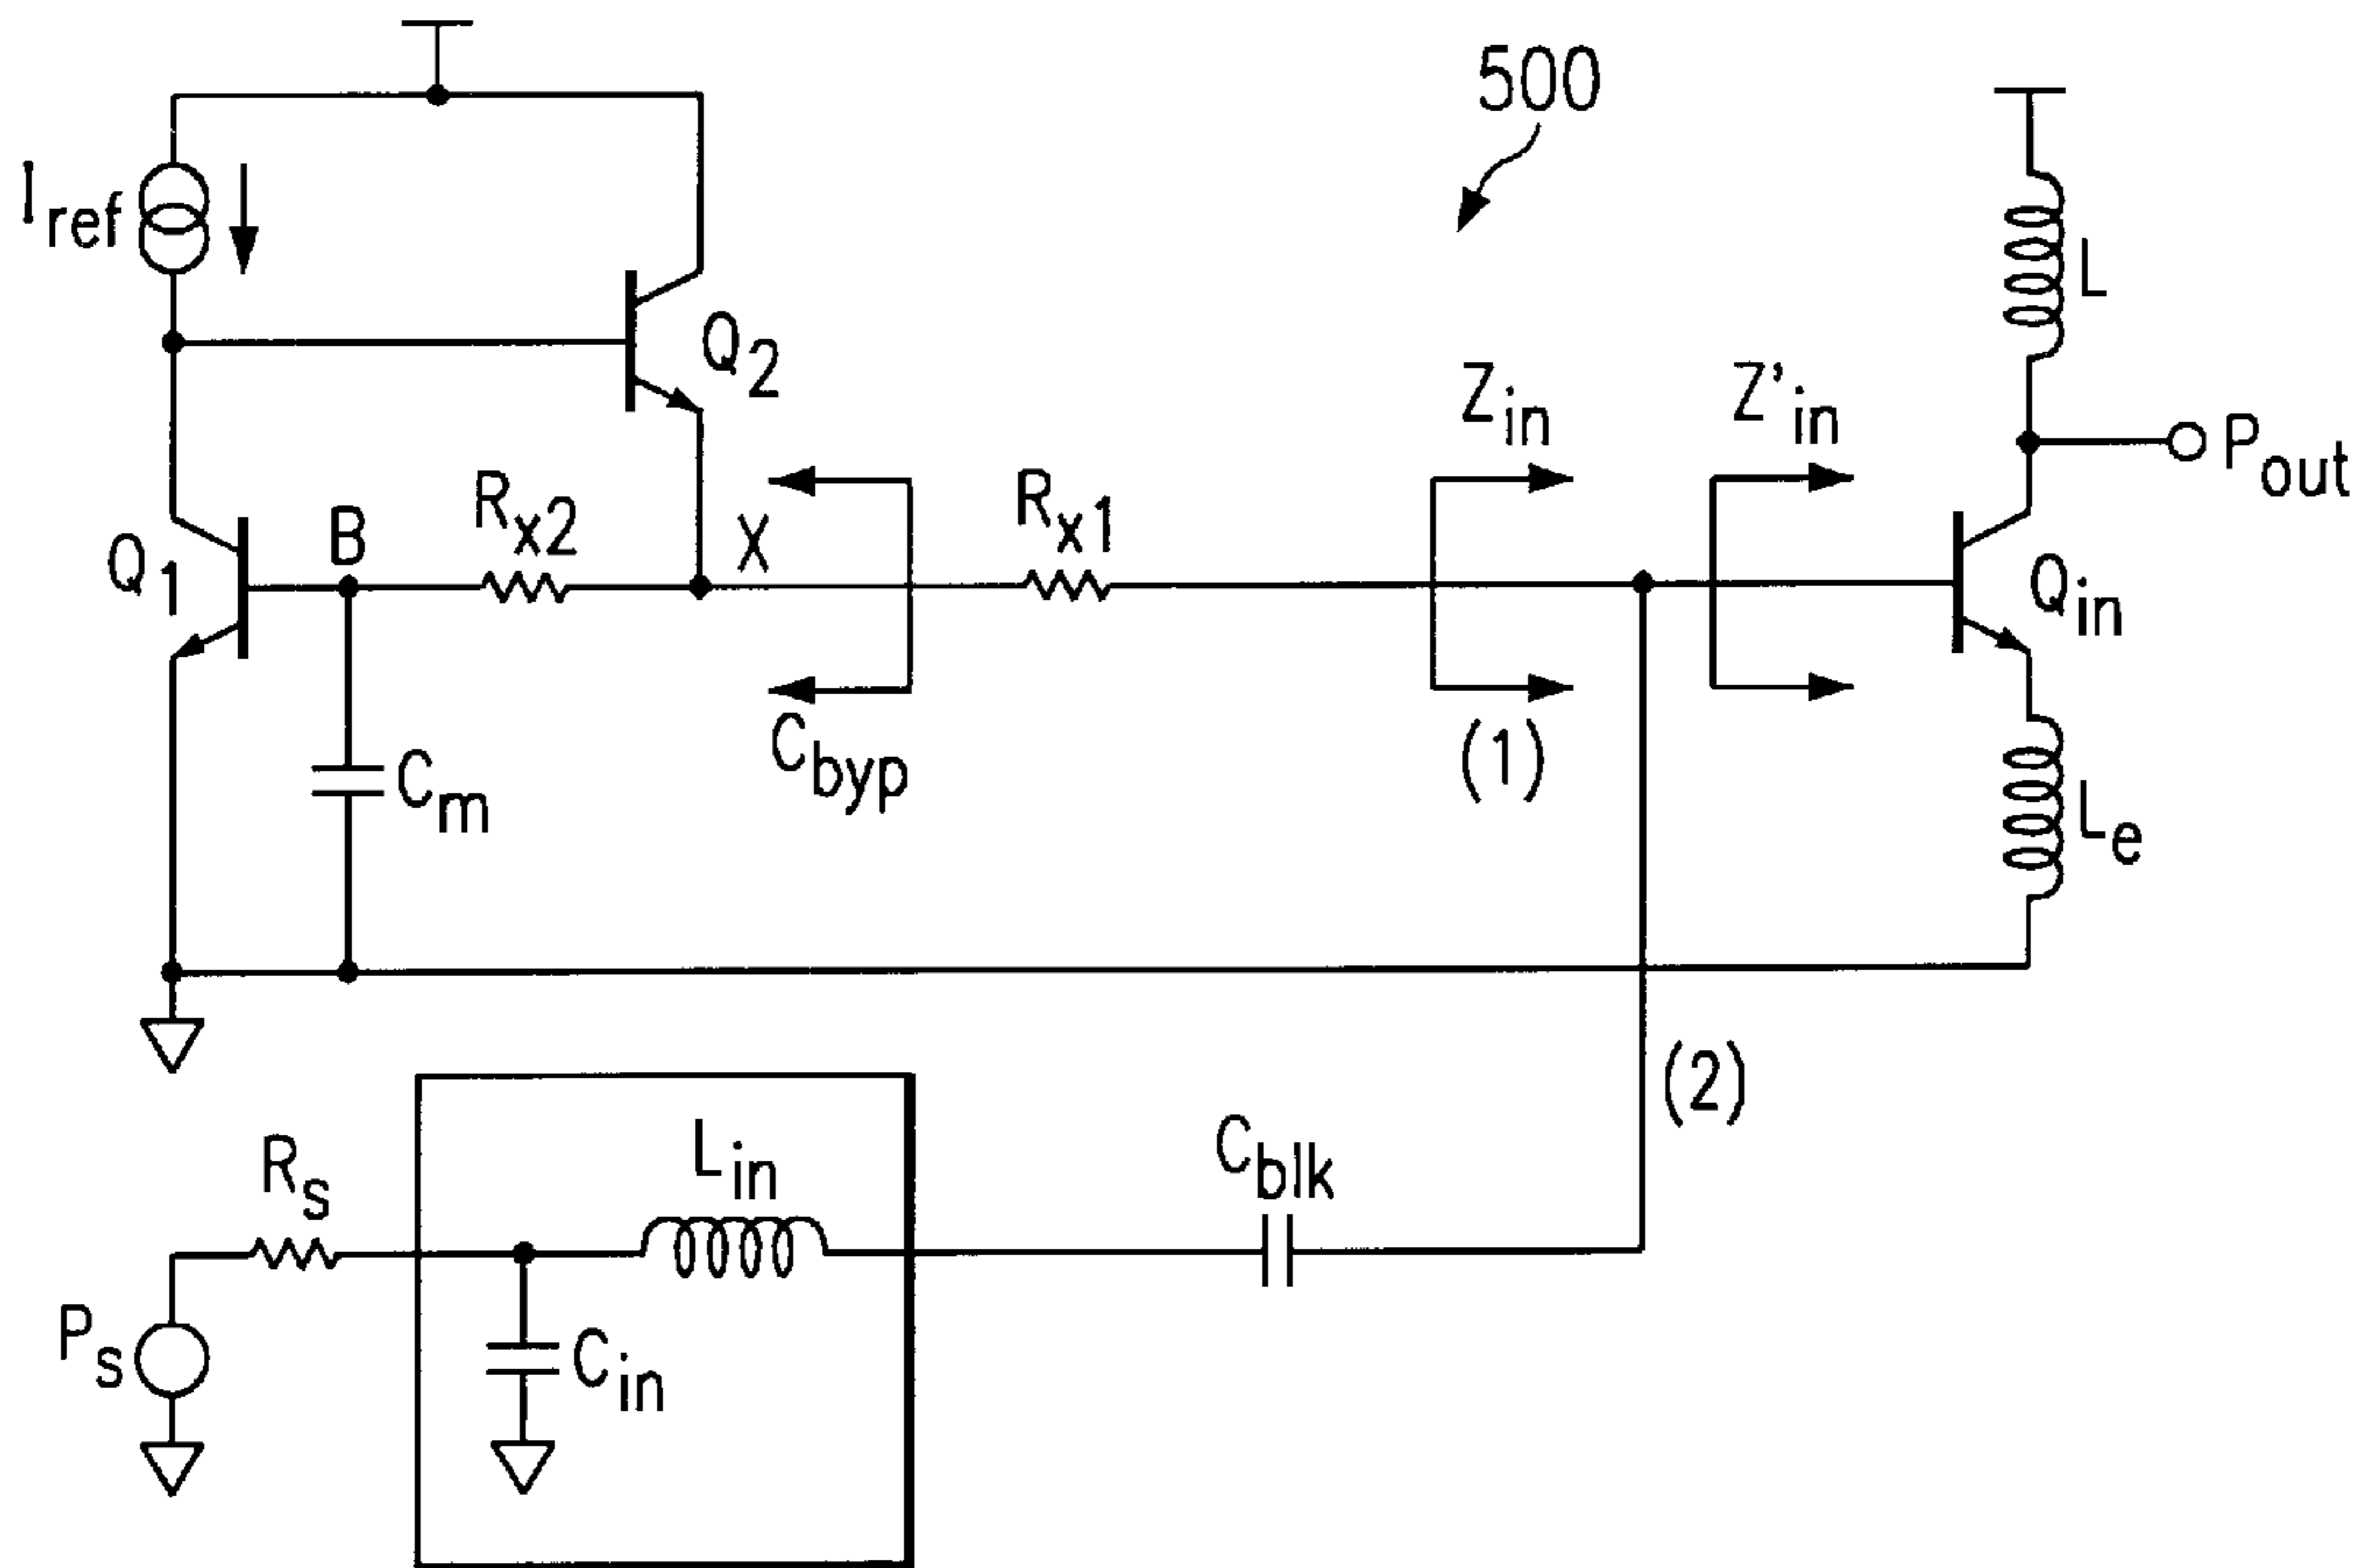 500
I_ref
Q_2
L
Z_in
Z'_in
P_out
R_x2
R_x1
X
B
Q_1
Q_in
C_byp
(1)
C_m
L_e
(2)
C_blk
L_in
R_s
P_s
C_in